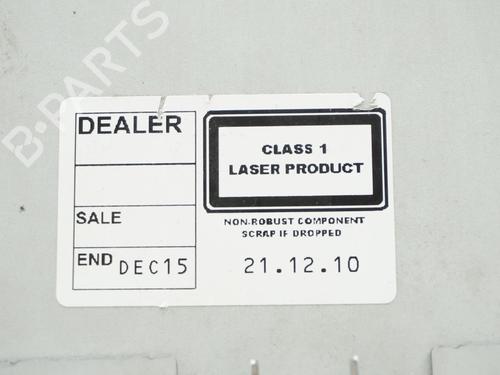 B-PARTS
DEALER
SALE
END DEC15
CLASS 1
LASER PRODUCT
NON-ROBUST COMPONENT
SCRAP IF DROPPED
21.12.10